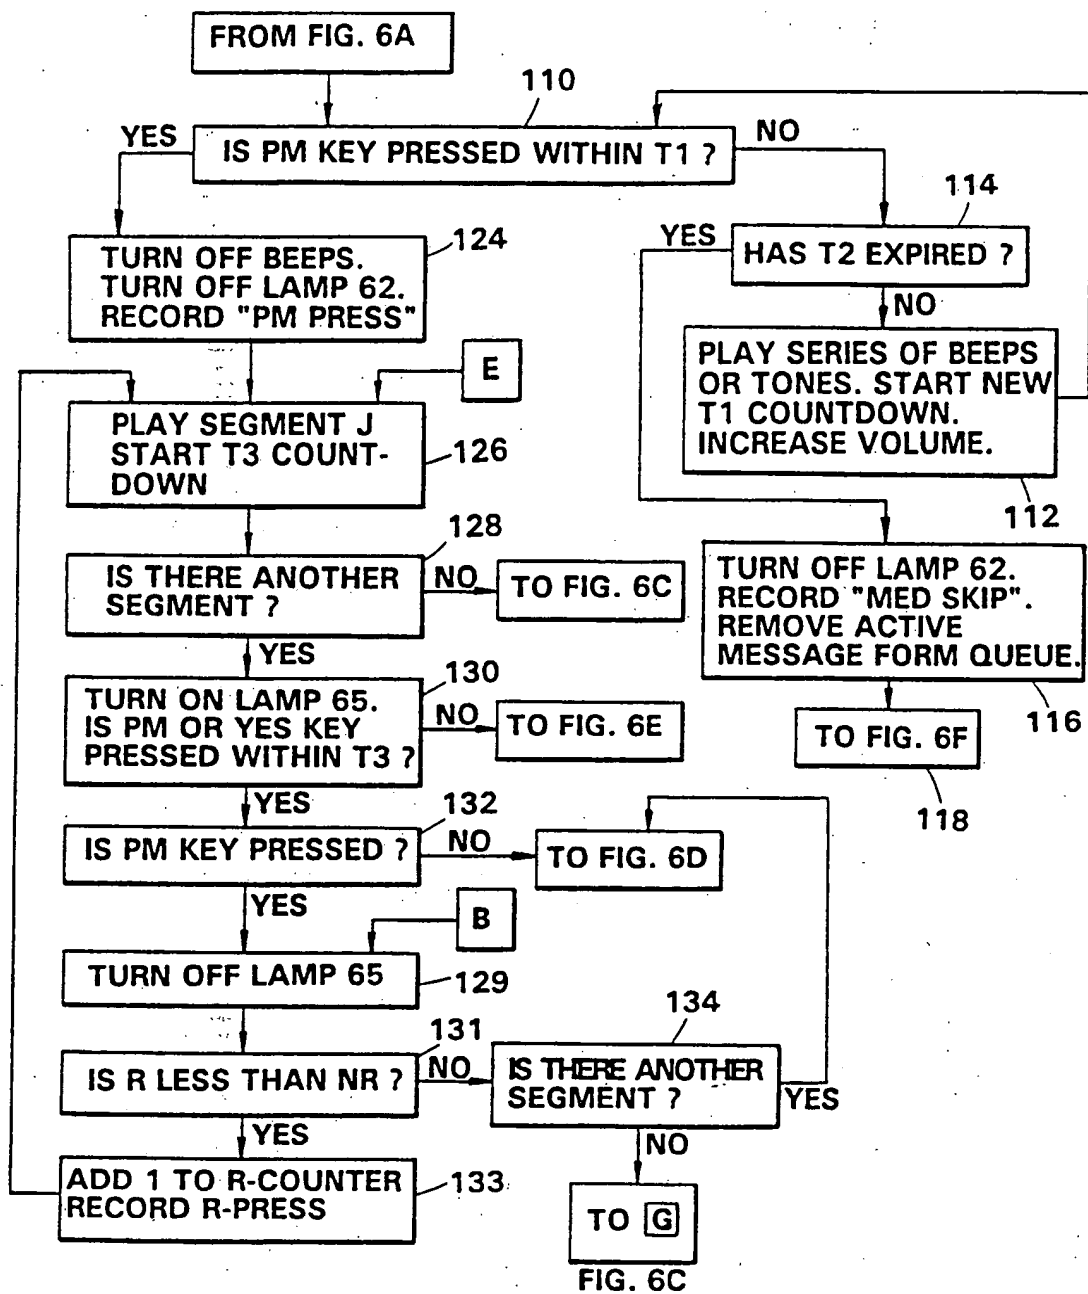 FROM FIG. 6A
110
YES
IS PM KEY PRESSED WITHIN T1 ?
NO
124
TURN OFF BEEPS.
TURN OFF LAMP 62.
RECORD "PM PRESS"
114
YES
HAS T2 EXPIRED ?
NO
PLAY SERIES OF BEEPS
OR TONES. START NEW
T1 COUNTDOWN.
INCREASE VOLUME.
112
E
PLAY SEGMENT J
START T3 COUNT-
DOWN
126
128
IS THERE ANOTHER
SEGMENT ?
NO
TO FIG. 6C
YES
TURN OFF LAMP 62.
RECORD "MED SKIP".
REMOVE ACTIVE
MESSAGE FORM QUEUE.
116
TO FIG. 6F
118
130
TURN ON LAMP 65.
IS PM OR YES KEY
PRESSED WITHIN T3 ?
NO
TO FIG. 6E
YES
132
IS PM KEY PRESSED ?
NO
TO FIG. 6D
YES
B
TURN OFF LAMP 65
129
131
IS R LESS THAN NR ?
NO
134
IS THERE ANOTHER
SEGMENT ?
YES
YES
NO
ADD 1 TO R-COUNTER
RECORD R-PRESS
133
TO G
FIG. 6C